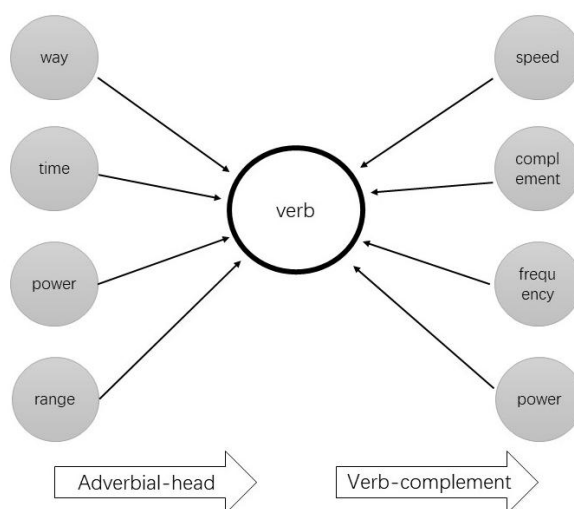 way
speed
time
compl
ement
verb
power
frequ
ency
range
power
Adverbial-head
Verb-complement